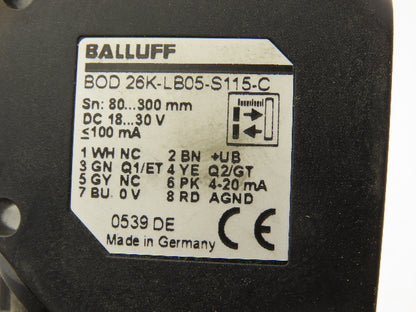 BALLUFF
BOD 26K-LB05-S115-C
Sn: 80...300 mm
DC 18...30 V
≤100 mA
1 WH NC 2 BN +UB
3 GN Q1/ET 4 YE Q2/GT
5 GY NC 6 PK 4-20 mA
7 BU 0V 8 RD AGND
0539 DE
Made in Germany
CE